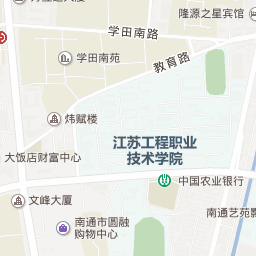 学田南路
隆源之星宾馆
学田南苑
教育路
炜赋楼
江苏工程职业
技术学院
大饭店财富中心
中国农业银行
文峰大厦
南通艺苑影
南通市圆融
购物中心